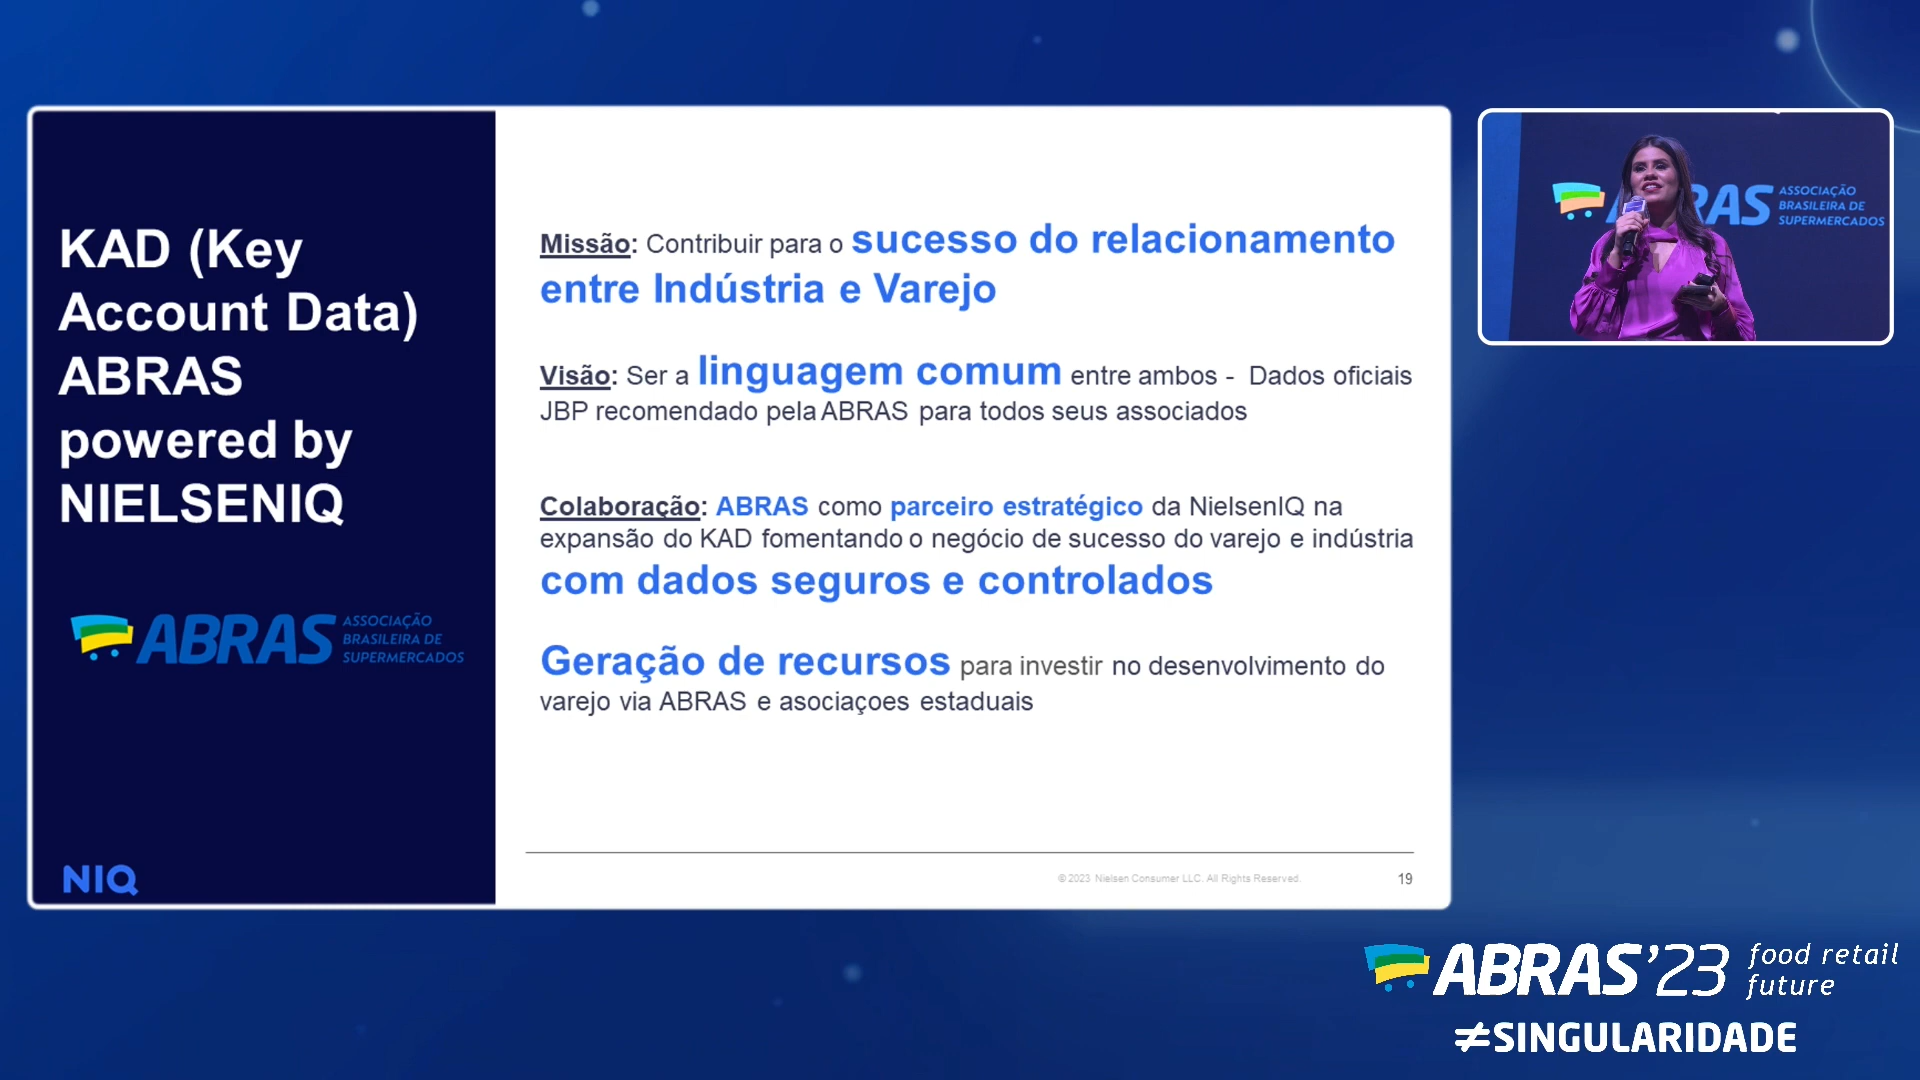 KAD (Key
Account Data)
ABRAS
powered by
NIELSENIQ
ABRAS ASSOCIAÇÃO
BRASILEIRA DE
SUPERMERCADOS
NIQ
Missão: Contribuir para o sucesso do relacionamento
entre Indústria e Varejo
Visão: Ser a linguagem comum entre ambos - Dados oficiais
JBP recomendado pela ABRAS para todos seus associados
Colaboração: ABRAS como parceiro estratégico da NielsenIQ na
expansão do KAD fomentando o negócio de sucesso do varejo e indústria
com dados seguros e controlados
Geração de recursos para investir no desenvolvimento do
varejo via ABRAS e asociaçoes estaduais
© 2023 Nielsen Consumer LLC. All Rights Reserved.
19
RAS ASSOCIAÇÃO
BRASILEIRA DE
SUPERMERCADOS
ABRAS'23 food retail
future
≠SINGULARIDADE